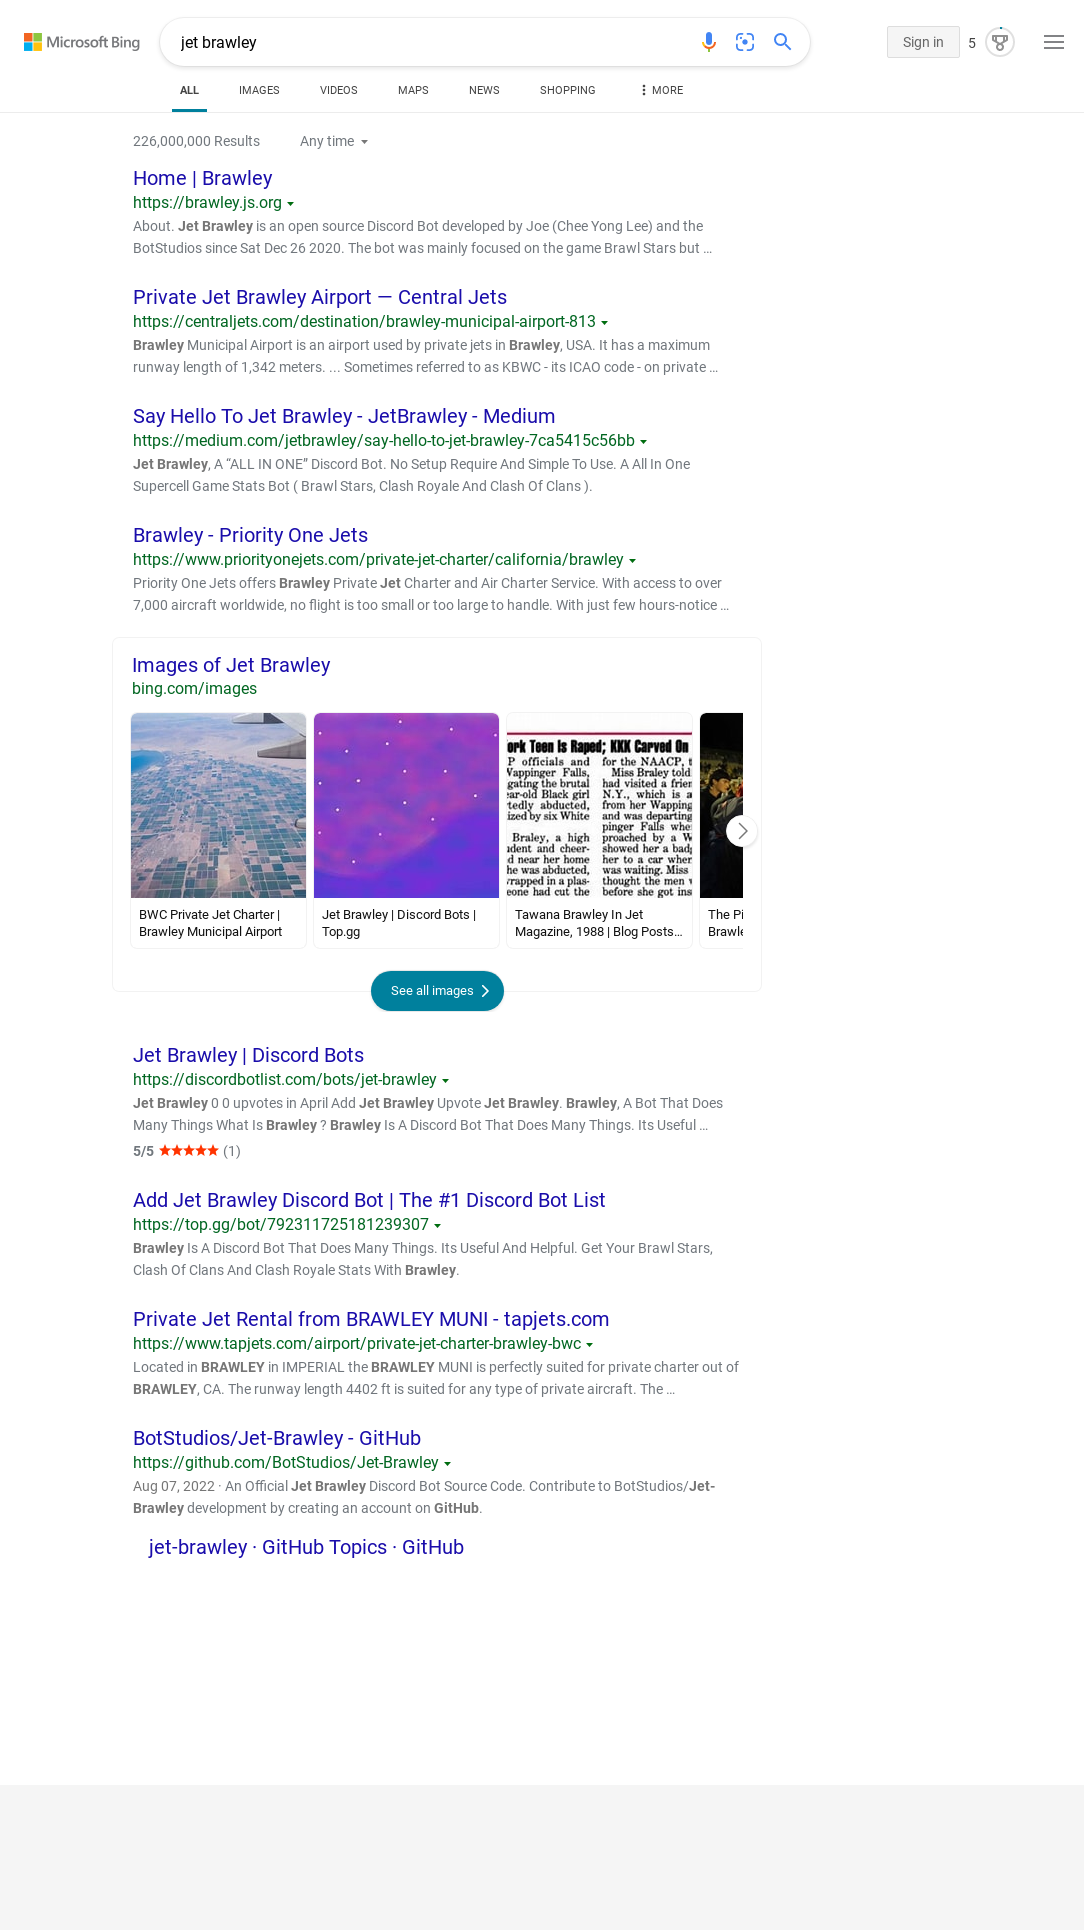 Microsoft Bing
jet brawley
Sign in
5
ALL
IMAGES
VIDEOS
MAPS
NEWS
SHOPPING
MORE
226,000,000 Results
Any time
Home | Brawley
https://brawley.js.org
About. Jet Brawley is an open source Discord Bot developed by Joe (Chee Yong Lee) and the
BotStudios since Sat Dec 26 2020. The bot was mainly focused on the game Brawl Stars but …
Private Jet Brawley Airport — Central Jets
https://centraljets.com/destination/brawley-municipal-airport-813
Brawley Municipal Airport is an airport used by private jets in Brawley, USA. It has a maximum
runway length of 1,342 meters. ... Sometimes referred to as KBWC - its ICAO code - on private …
Say Hello To Jet Brawley - JetBrawley - Medium
https://medium.com/jetbrawley/say-hello-to-jet-brawley-7ca5415c56bb
Jet Brawley, A “ALL IN ONE” Discord Bot. No Setup Require And Simple To Use. A All In One
Supercell Game Stats Bot ( Brawl Stars, Clash Royale And Clash Of Clans ).
Brawley - Priority One Jets
https://www.priorityonejets.com/private-jet-charter/california/brawley
Priority One Jets offers Brawley Private Jet Charter and Air Charter Service. With access to over
7,000 aircraft worldwide, no flight is too small or too large to handle. With just few hours-notice …
Images of Jet Brawley
bing.com/images
ork Teen Is Raped; KKK Carved On
P officials and
Wappinger Falls,
gating the brutal
ear-old Black girl
rtedly abducted,
ized by six White
Braley, a high
udent and cheer-
d near her home
he was abducted,
wrapped in a plas-
eone had cut the
for the NAACP, t
Miss Braley told
had visited a frien
N.Y., which is a
from her Wapping
and was departing
pinger Falls whe
proached by a W
showed her a badg
her to a car when
was waiting. Miss
thought the men w
before she got ins
BWC Private Jet Charter |
Brawley Municipal Airport
Jet Brawley | Discord Bots |
Top.gg
Tawana Brawley In Jet
Magazine, 1988 | Blog Posts…
The Pi
Brawle
See all images
Jet Brawley | Discord Bots
https://discordbotlist.com/bots/jet-brawley
Jet Brawley 0 0 upvotes in April Add Jet Brawley Upvote Jet Brawley. Brawley, A Bot That Does
Many Things What Is Brawley ? Brawley Is A Discord Bot That Does Many Things. Its Useful …
5/5 ★★★★★ (1)
Add Jet Brawley Discord Bot | The #1 Discord Bot List
https://top.gg/bot/792311725181239307
Brawley Is A Discord Bot That Does Many Things. Its Useful And Helpful. Get Your Brawl Stars,
Clash Of Clans And Clash Royale Stats With Brawley.
Private Jet Rental from BRAWLEY MUNI - tapjets.com
https://www.tapjets.com/airport/private-jet-charter-brawley-bwc
Located in BRAWLEY in IMPERIAL the BRAWLEY MUNI is perfectly suited for private charter out of
BRAWLEY, CA. The runway length 4402 ft is suited for any type of private aircraft. The …
BotStudios/Jet-Brawley - GitHub
https://github.com/BotStudios/Jet-Brawley
Aug 07, 2022 · An Official Jet Brawley Discord Bot Source Code. Contribute to BotStudios/Jet-
Brawley development by creating an account on GitHub.
jet-brawley · GitHub Topics · GitHub